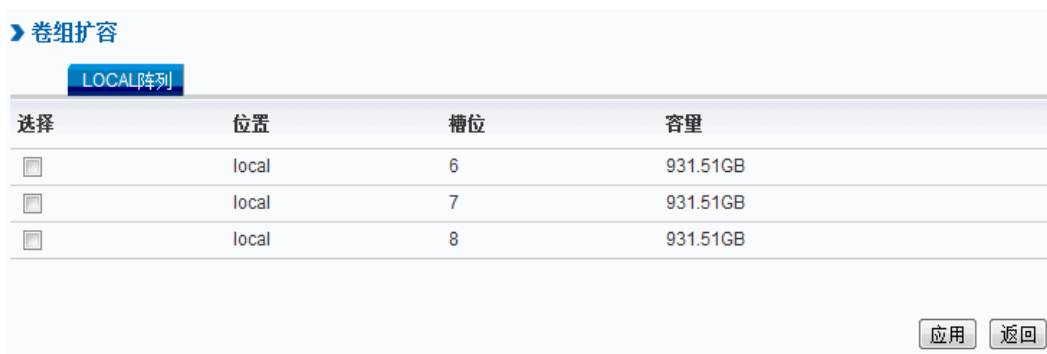 卷组扩容
LOCAL阵列
选择 位置 槽位 容量
local 6 931.51GB
local 7 931.51GB
local 8 931.51GB
应用 返回